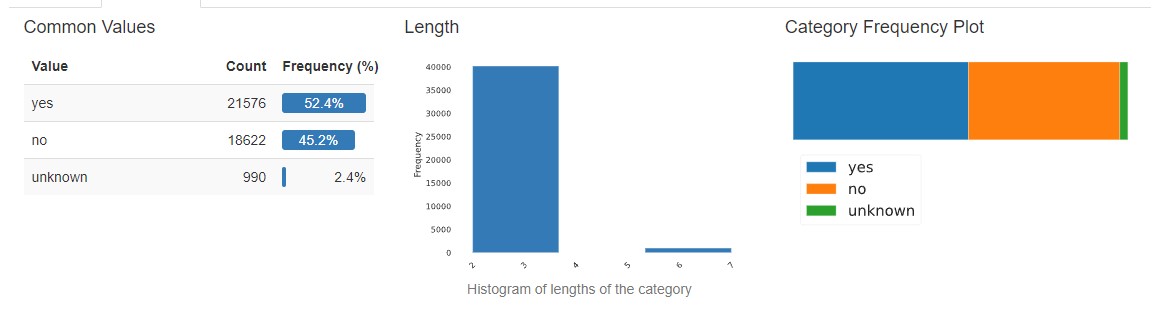 Common Values
Value Count Frequency (%)
yes 21576 52.4%
no 18622 45.2%
unknown 990 2.4%
Length
40000
35000
30000
25000
20000
15000
10000
5000
0
Frequency
2 3 4 5 6 7
Histogram of lengths of the category
Category Frequency Plot
yes
no
unknown